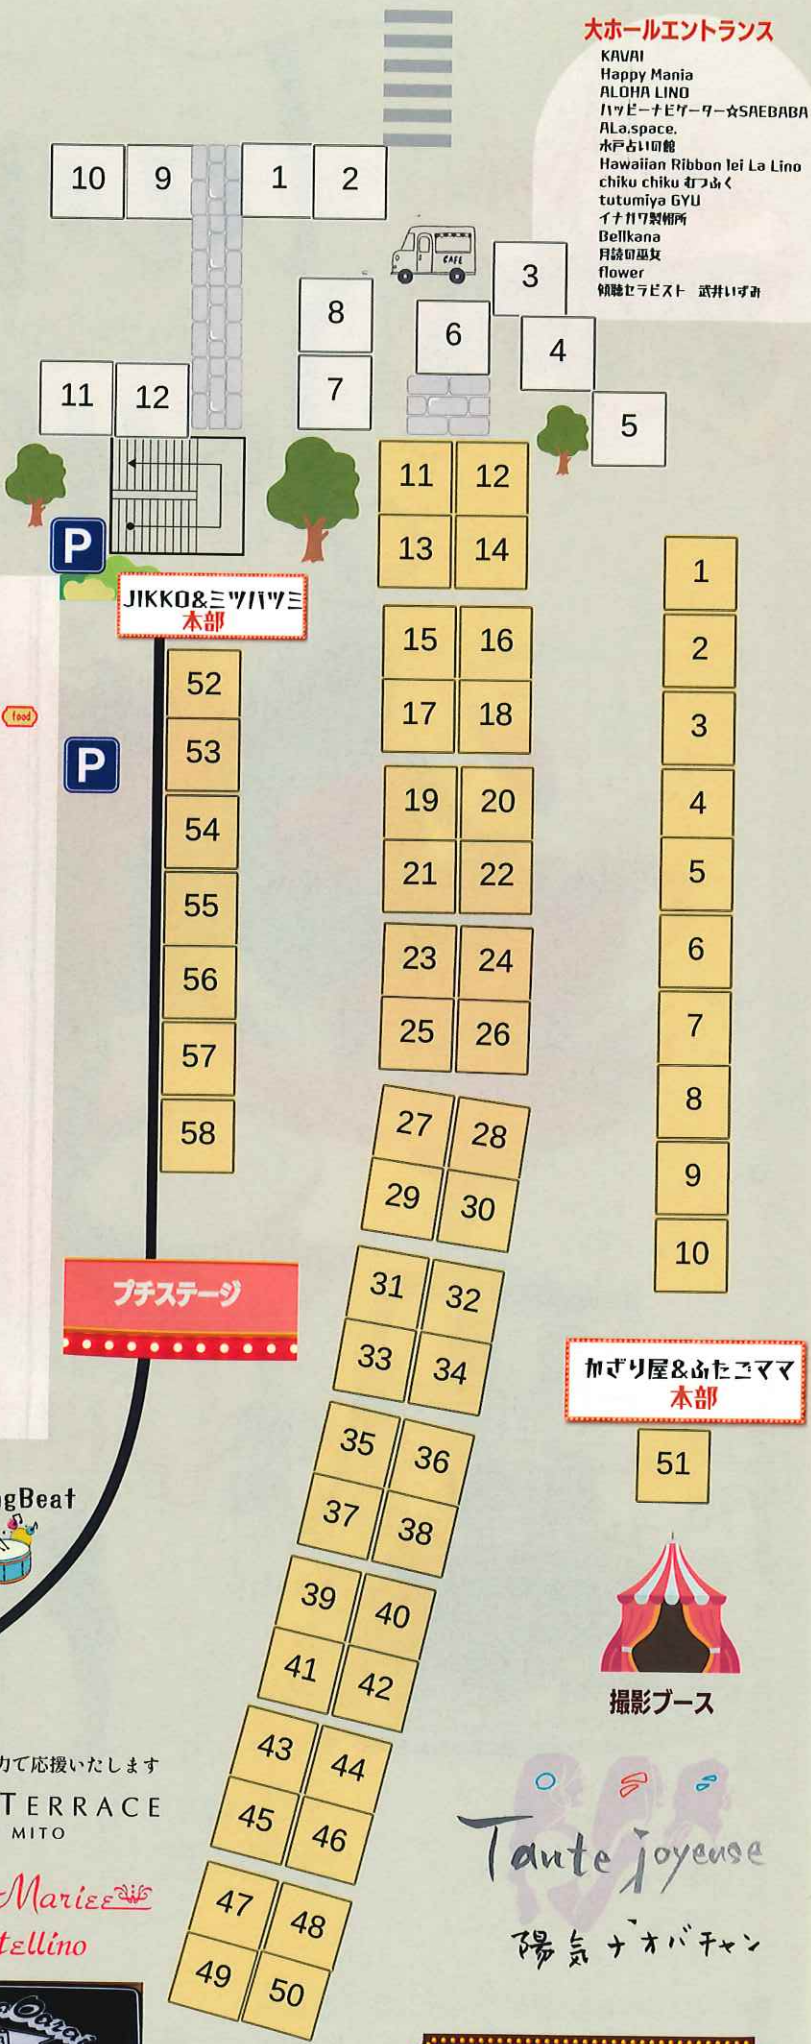 大ホールエントランス
KAVAI
Happy Mania
ALOHA LINO
ハッピーナビゲーター☆SAEBABA
ALa.space.
水戸占いの館
Hawaiian Ribbon lei La Lino
chiku chiku むつふく
tutumiya GYU
イナガワ製帽所
Bellkana
月読の巫女
flower
傾聴セラピスト 武井いずみ
10 9 1 2
CAFE
3
8
6
4
7
11 12
5
11 12
13 14
P
1
JIKKO&ミツバツミ
本部
15 16
2
52
17 18
food
3
53
P
19 20
4
54
21 22
5
55
23 24
6
56
25 26
7
57
27 28
8
58
29 30
9
10
プチステージ
31 32
33 34
かざり屋&ふたごママ
本部
35 36
51
37 38
gBeat
39 40
41 42
撮影ブース
43 44
力で応援いたします
TERRACE
MITO
45 46
Tante joyeuse
Mariee
47 48
陽気ナオバチャン
tellino
49 50